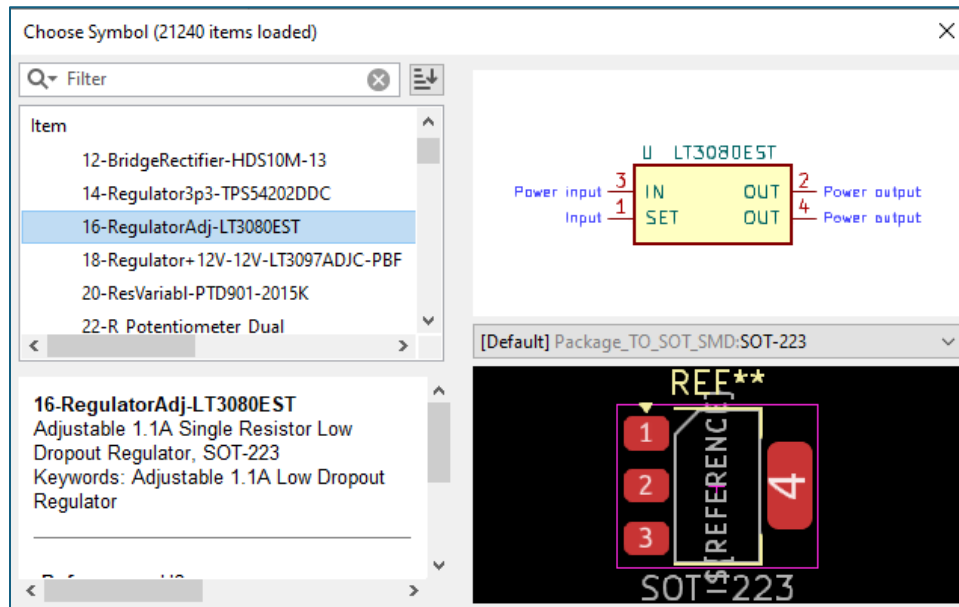 Choose Symbol (21240 items loaded)
Filter
Item
12-BridgeRectifier-HDS10M-13
14-Regulator3p3-TPS54202DDC
16-RegulatorAdj-LT3080EST
18-Regulator+12V-12V-LT3097ADJC-PBF
20-ResVariabl-PTD901-2015K
22-R Potentiometer Dual
16-RegulatorAdj-LT3080EST
Adjustable 1.1A Single Resistor Low
Dropout Regulator, SOT-223
Keywords: Adjustable 1.1A Low Dropout
Regulator
U LT3080EST
Power input 3 IN OUT 2 Power output
Input 1 SET OUT 4 Power output
[Default] Package_TO_SOT_SMD:SOT-223
REF**
1
2
3
4
SOT-223